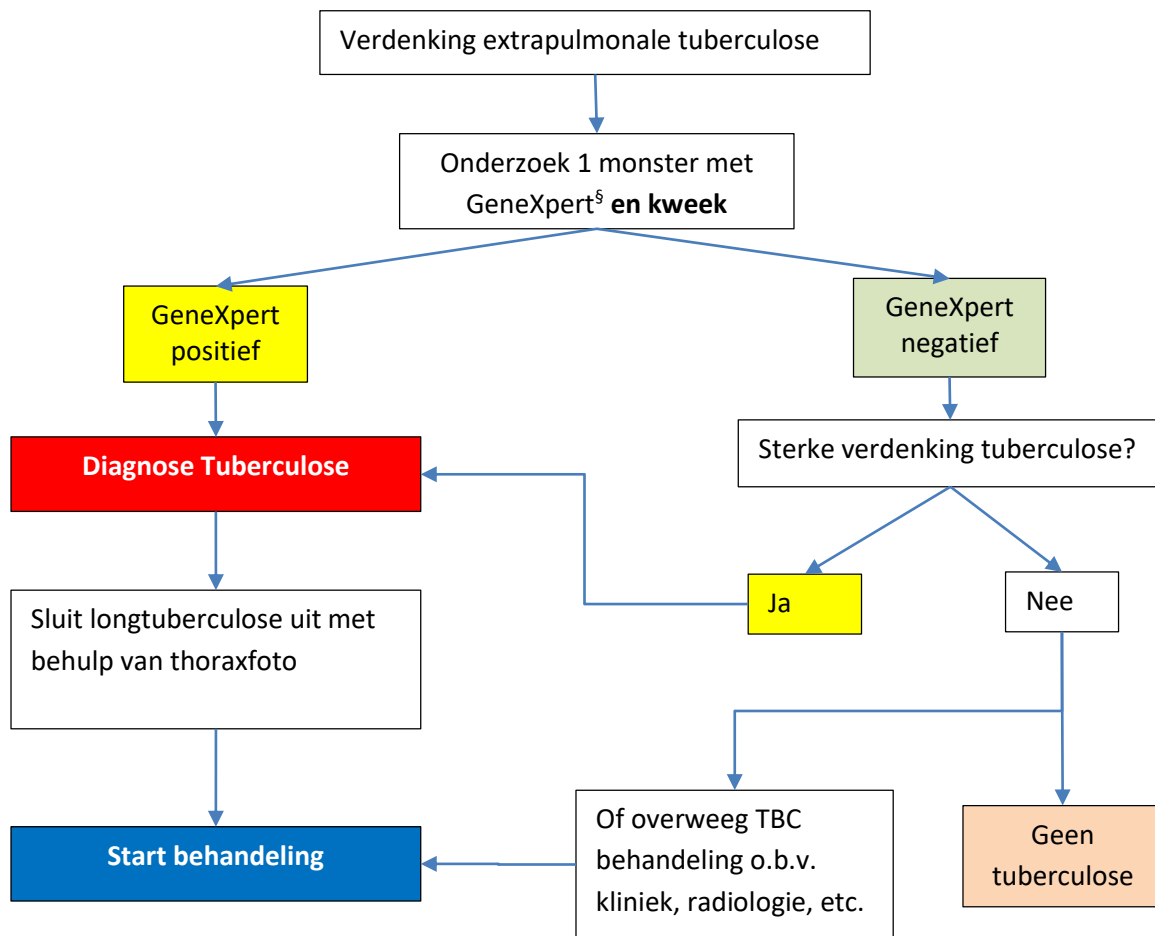 Verdenking extrapulmonale tuberculose
Onderzoek 1 monster met
GeneXpert§ en kweek
GeneXpert
positief
GeneXpert
negatief
Diagnose Tuberculose
Sterke verdenking tuberculose?
Sluit longtuberculose uit met
behulp van thoraxfoto
Ja
Nee
Start behandeling
Of overweeg TBC
behandeling o.b.v.
kliniek, radiologie, etc.
Geen
tuberculose